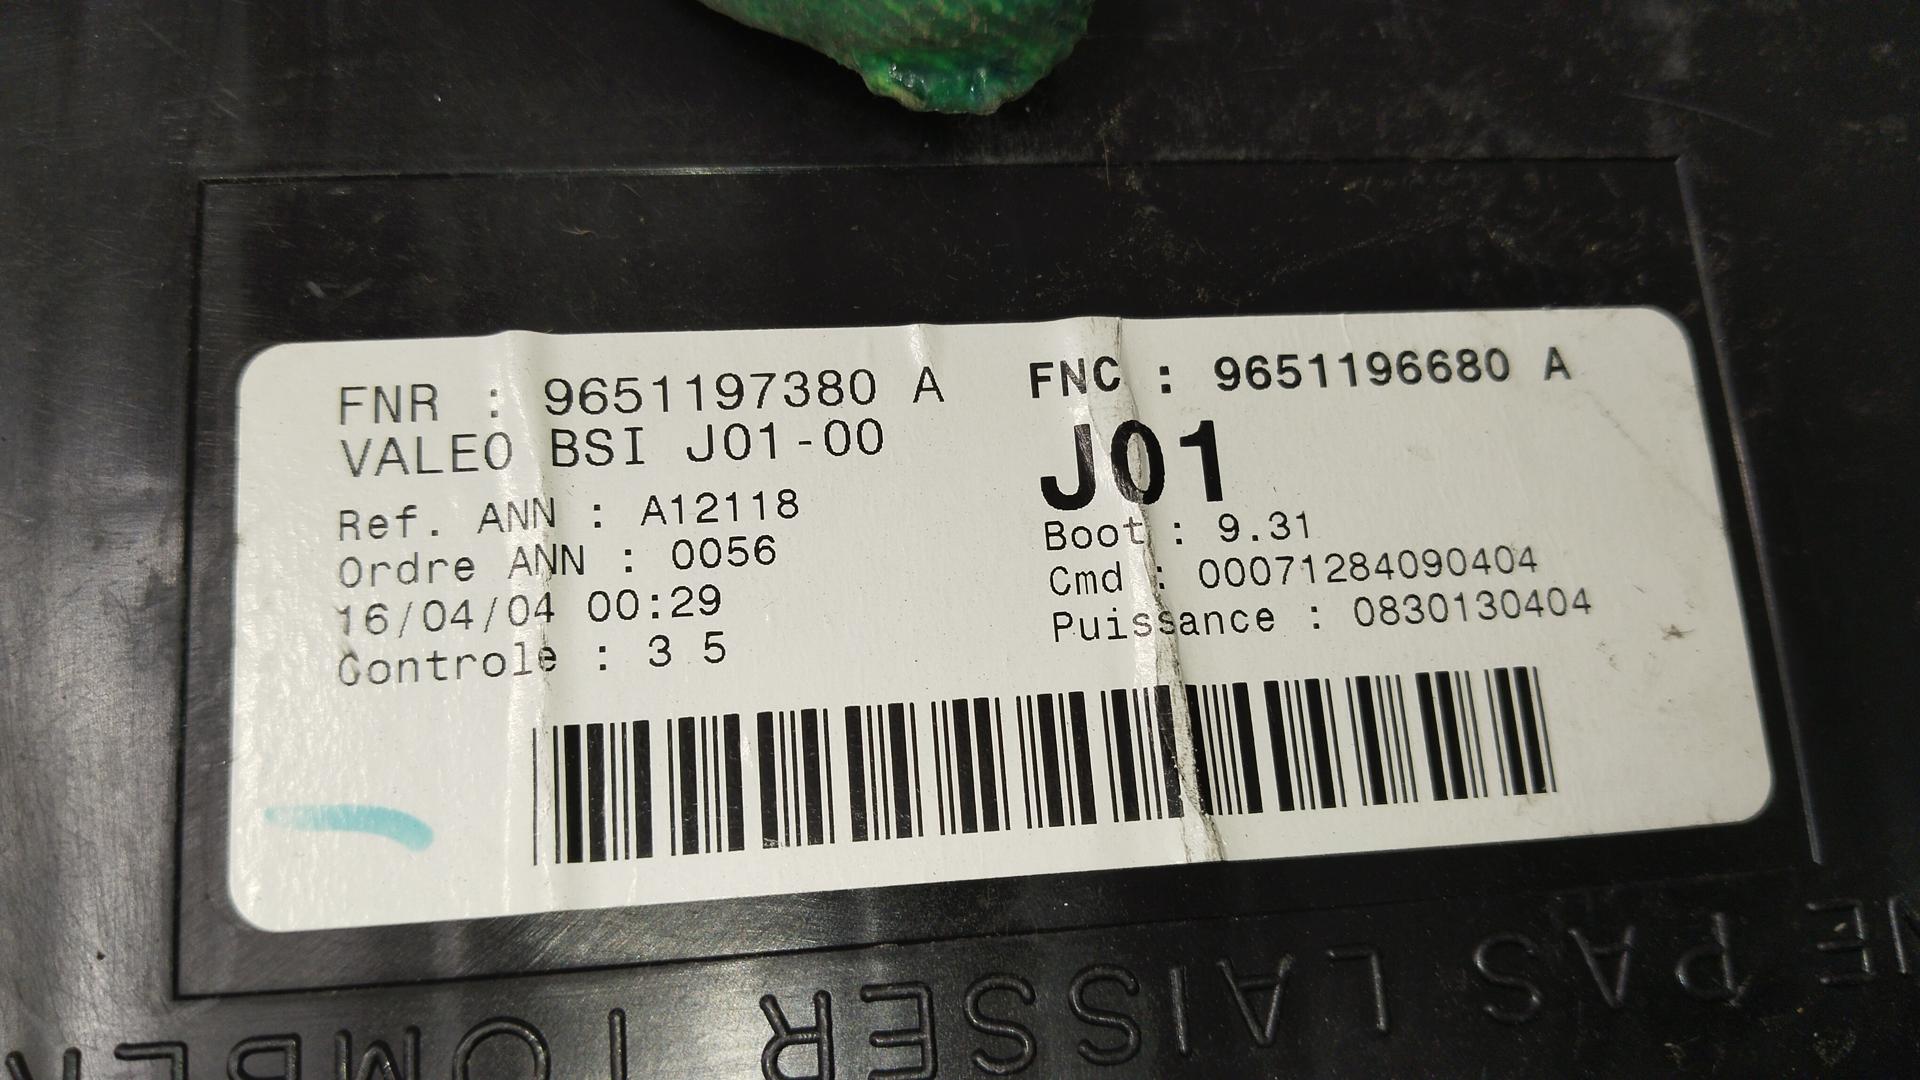 FNR : 9651197380 A
VALEO BSI J01-00
Ref. ANN : A12118
Ordre ANN : 0056
16/04/04 00:29
Controle : 3 5
FNC : 9651196680 A
J01
Boot : 9.31
Cmd : 00071284090404
Puissance : 0830130404
NE PAS LAISSER TOMBER